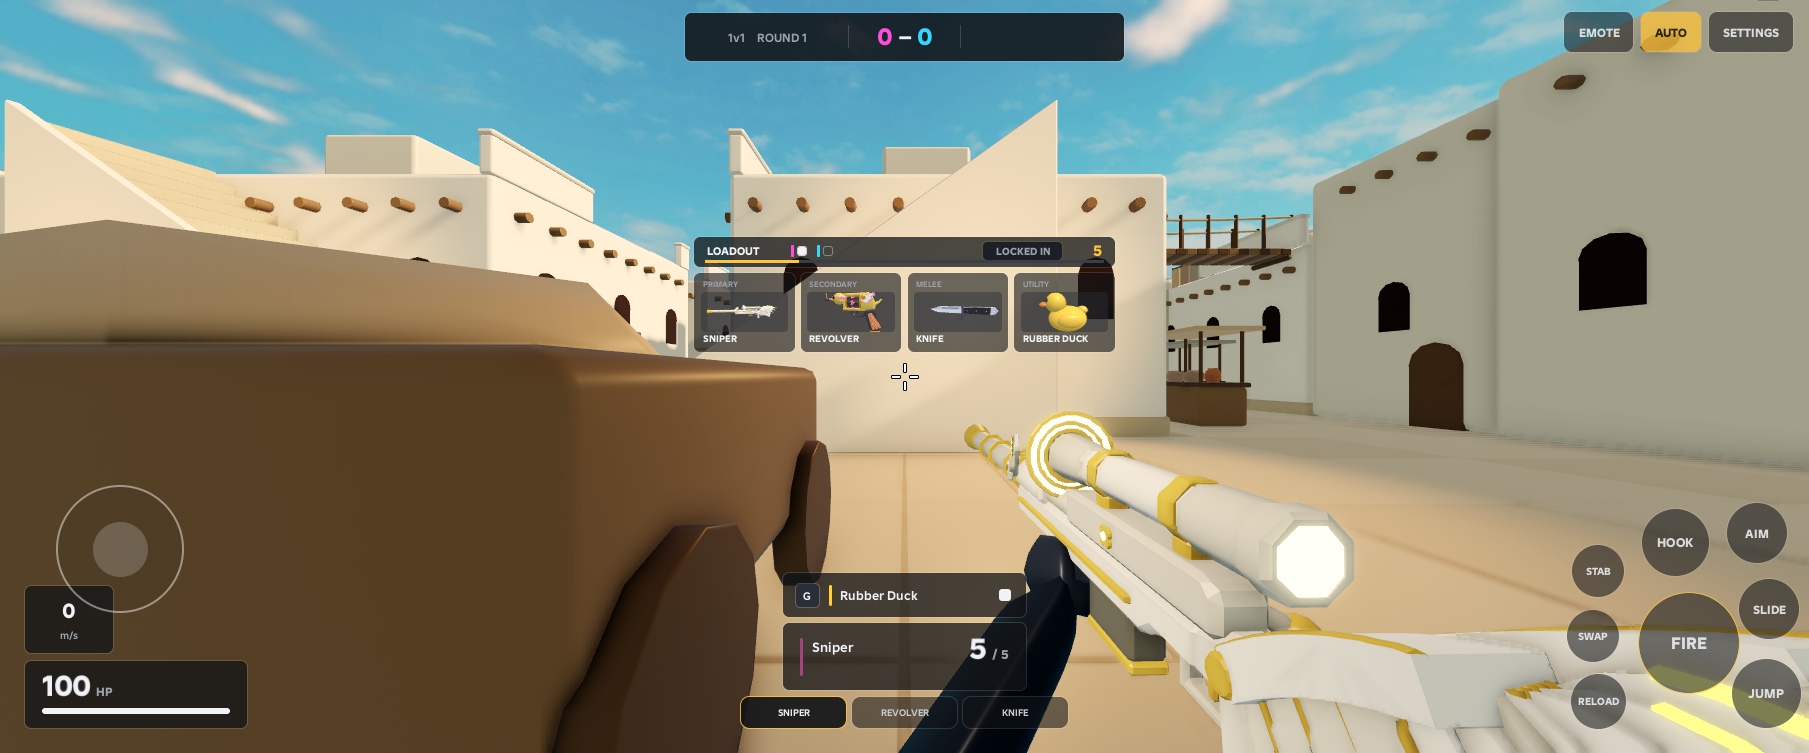 1v1 ROUND 1 0 – 0
EMOTE AUTO SETTINGS
LOADOUT LOCKED IN 5
PRIMARY SECONDARY MELEE UTILITY
SNIPER REVOLVER KNIFE RUBBER DUCK
HOOK AIM
STAB
SLIDE
G Rubber Duck
0
m/s
SWAP FIRE
Sniper 5 / 5
100 HP
RELOAD JUMP
SNIPER REVOLVER KNIFE